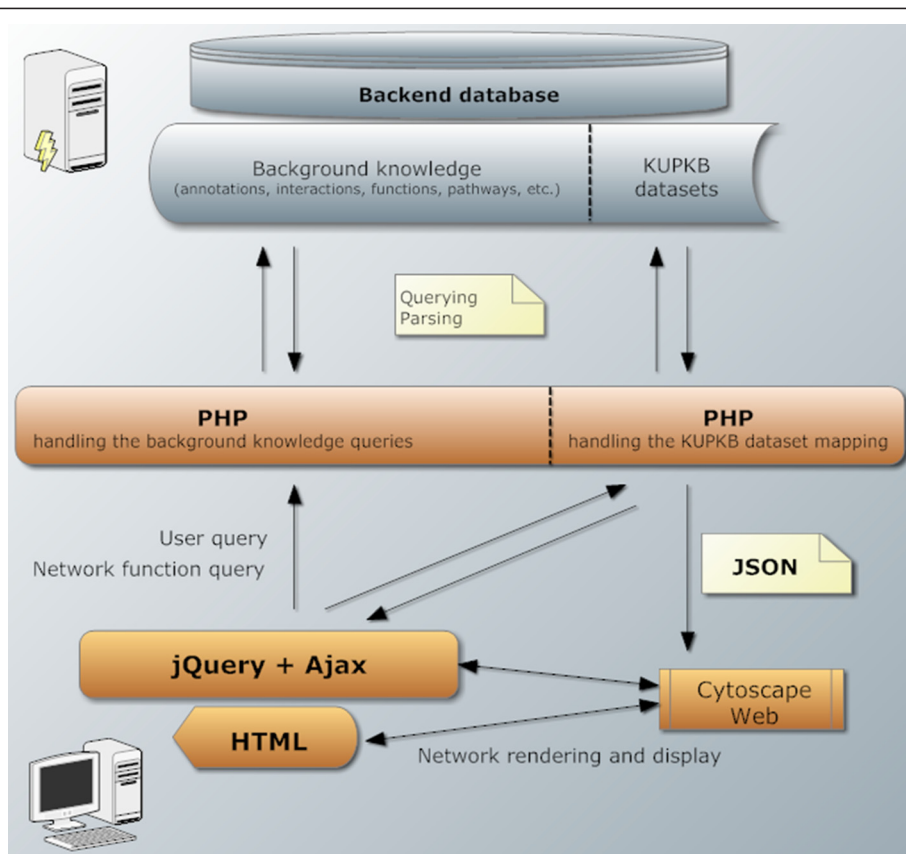 Backend database
Background knowledge
(annotations, interactions, functions, pathways, etc.)
KUPKB
datasets
Querying
Parsing
PHP
handling the background knowledge queries
PHP
handling the KUPKB dataset mapping
User query
Network function query
JSON
jQuery + Ajax
Cytoscape
Web
HTML
Network rendering and display